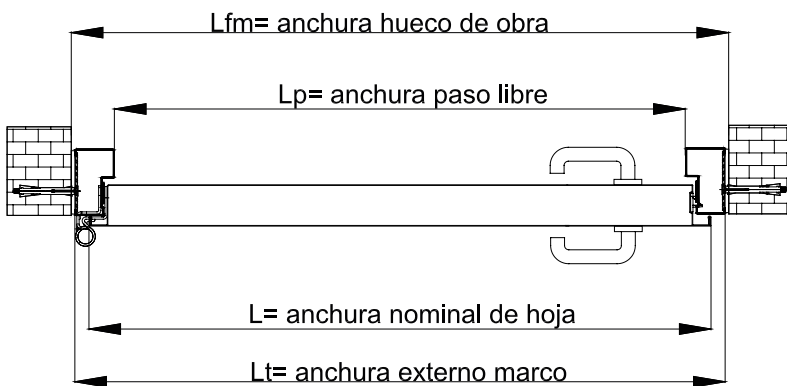 Lfm= anchura hueco de obra
Lp= anchura paso libre
L= anchura nominal de hoja
Lt= anchura externo marco